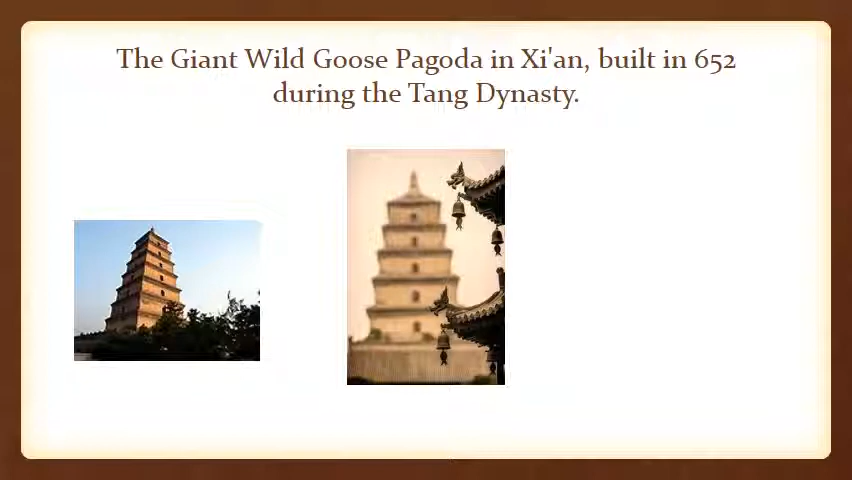 The Giant Wild Goose Pagoda in Xi'an, built in 652
during the Tang Dynasty.